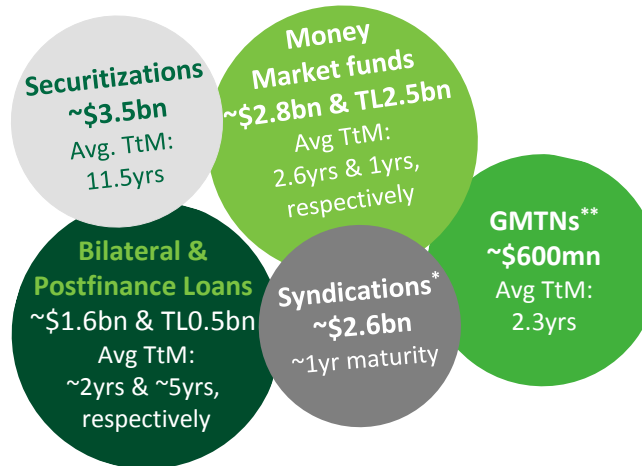 Securitizations
~$3.5bn
Avg. TtM:
11.5yrs
Money
Market funds
~$2.8bn & TL2.5bn
Avg TtM:
2.6yrs & 1yrs,
respectively
GMTNs**
~$600mn
Avg TtM:
2.3yrs
Bilateral &
Postfinance Loans
~$1.6bn & TL0.5bn
Avg TtM:
~2yrs & ~5yrs,
respectively
Syndications*
~$2.6bn
~1yr maturity